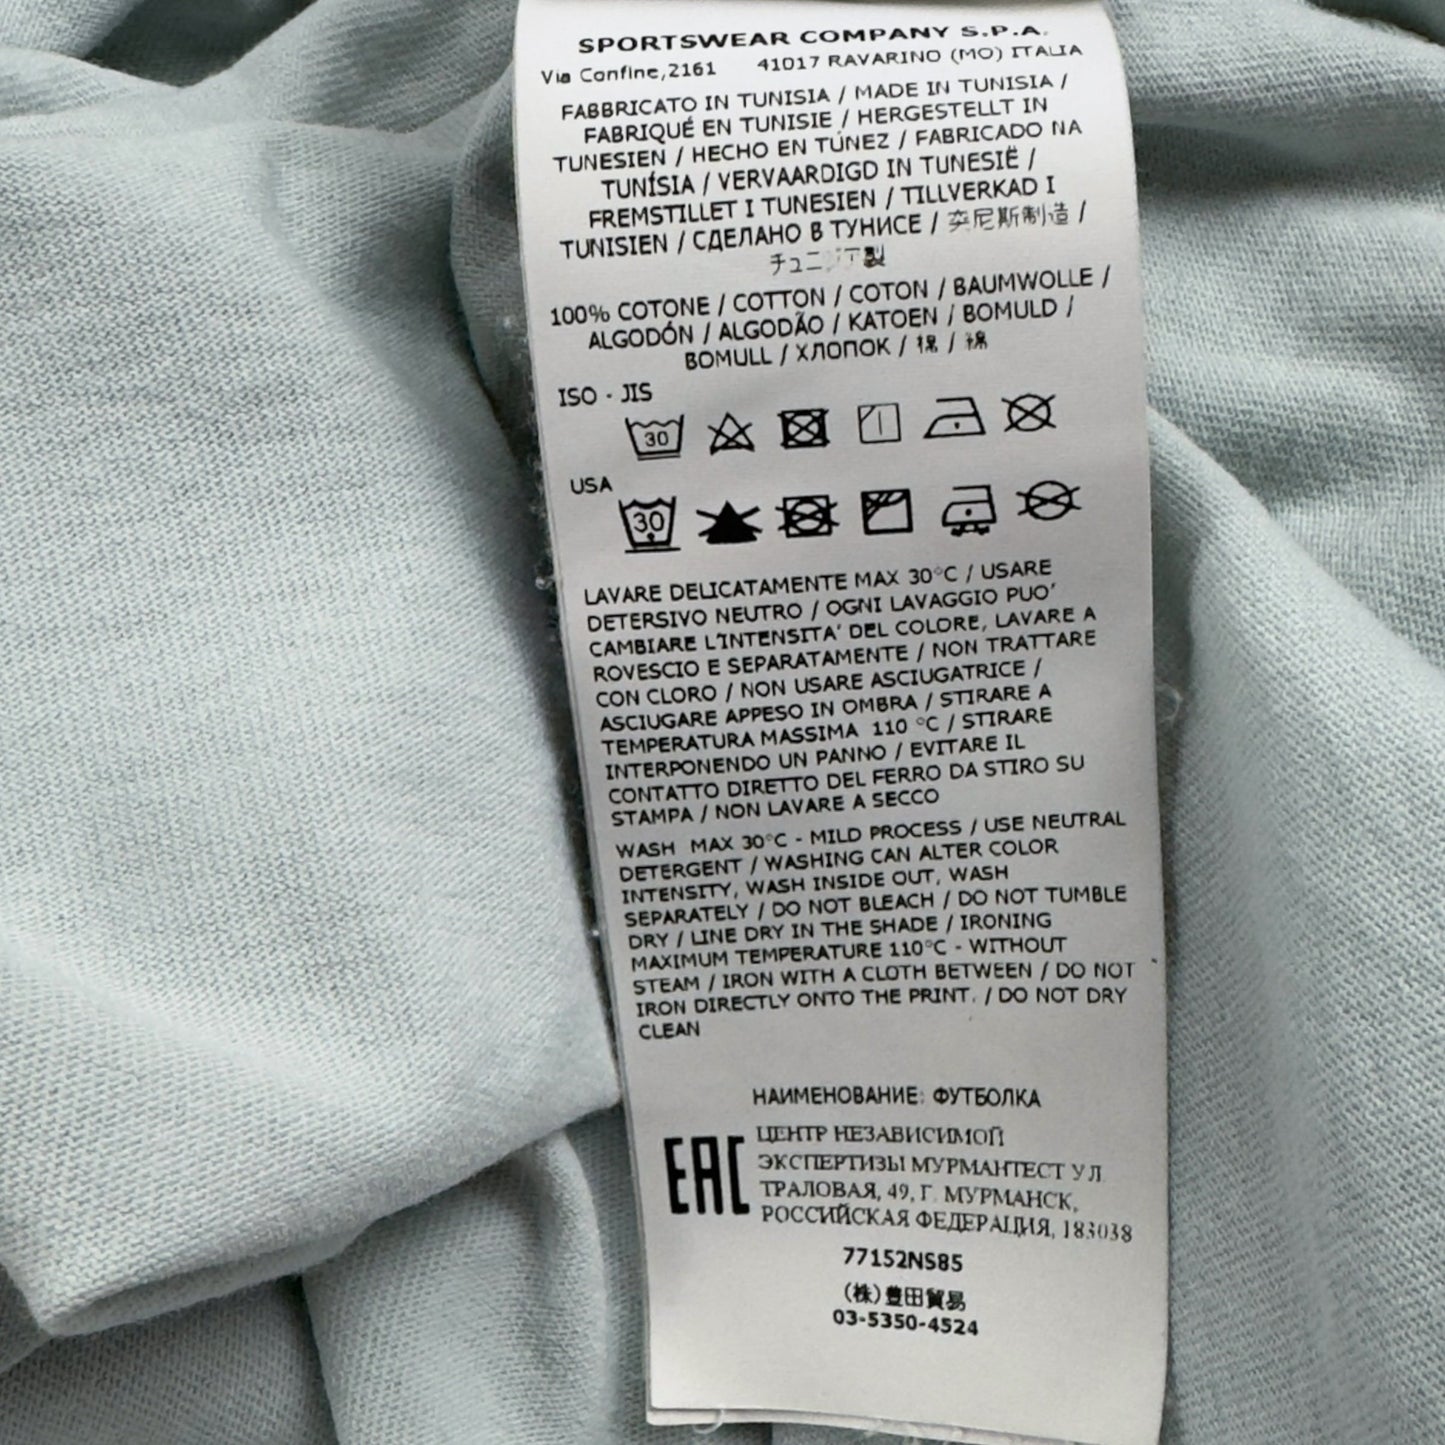 SPORTSWEAR COMPANY S.P.A.
Via Confine,2161 41017 RAVARINO (MO) ITALIA
FABBRICATO IN TUNISIA / MADE IN TUNISIA /
FABRIQUÉ EN TUNISIE / HERGESTELLT IN
TUNESIEN / HECHO EN TÚNEZ / FABRICADO NA
TUNÍSIA / VERVAARDIGD IN TUNESIË /
FREMSTILLET I TUNESIEN / TILLVERKAD I
TUNISIEN / СДЕЛАНО В ТУНИСЕ / 突尼斯制造 /
チュニジア製
100% COTONE / COTTON / COTON / BAUMWOLLE /
ALGODÓN / ALGODÃO / KATOEN / BOMULD /
BOMULL / ХЛОПОК / 棉 / 綿
ISO - JIS
30
USA
30
LAVARE DELICATAMENTE MAX 30°C / USARE
DETERSIVO NEUTRO / OGNI LAVAGGIO PUO'
CAMBIARE L'INTENSITA' DEL COLORE, LAVARE A
ROVESCIO E SEPARATAMENTE / NON TRATTARE
CON CLORO / NON USARE ASCIUGATRICE /
ASCIUGARE APPESO IN OMBRA / STIRARE A
TEMPERATURA MASSIMA 110 °C / STIRARE
INTERPONENDO UN PANNO / EVITARE IL
CONTATTO DIRETTO DEL FERRO DA STIRO SU
STAMPA / NON LAVARE A SECCO
WASH MAX 30°C - MILD PROCESS / USE NEUTRAL
DETERGENT / WASHING CAN ALTER COLOR
INTENSITY, WASH INSIDE OUT, WASH
SEPARATELY / DO NOT BLEACH / DO NOT TUMBLE
DRY / LINE DRY IN THE SHADE / IRONING
MAXIMUM TEMPERATURE 110°C - WITHOUT
STEAM / IRON WITH A CLOTH BETWEEN / DO NOT
IRON DIRECTLY ONTO THE PRINT. / DO NOT DRY
CLEAN
НАИМЕНОВАНИЕ: ФУТБОЛКА
EAC
ЦЕНТР НЕЗАВИСИМОЙ
ЭКСПЕРТИЗЫ МУРМАНТЕСТ УЛ.
ТРАЛОВАЯ, 49, Г. МУРМАНСК,
РОССИЙСКАЯ ФЕДЕРАЦИЯ, 183038
77152NS85
(株)豊田貿易
03-5350-4524